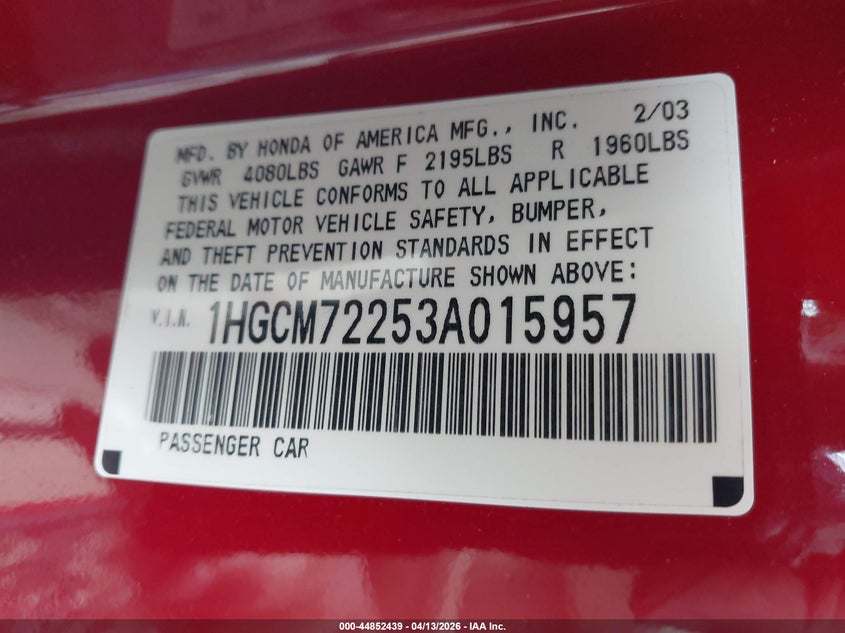 MFD. BY HONDA OF AMERICA MFG., INC. 2/03
GVWR 4080LBS GAWR F 2195LBS R 1960LBS
THIS VEHICLE CONFORMS TO ALL APPLICABLE
FEDERAL MOTOR VEHICLE SAFETY, BUMPER,
AND THEFT PREVENTION STANDARDS IN EFFECT
ON THE DATE OF MANUFACTURE SHOWN ABOVE:
V.I.N. 1HGCM72253A015957
PASSENGER CAR
000-44852439 - 04/13/2026 - IAA Inc.